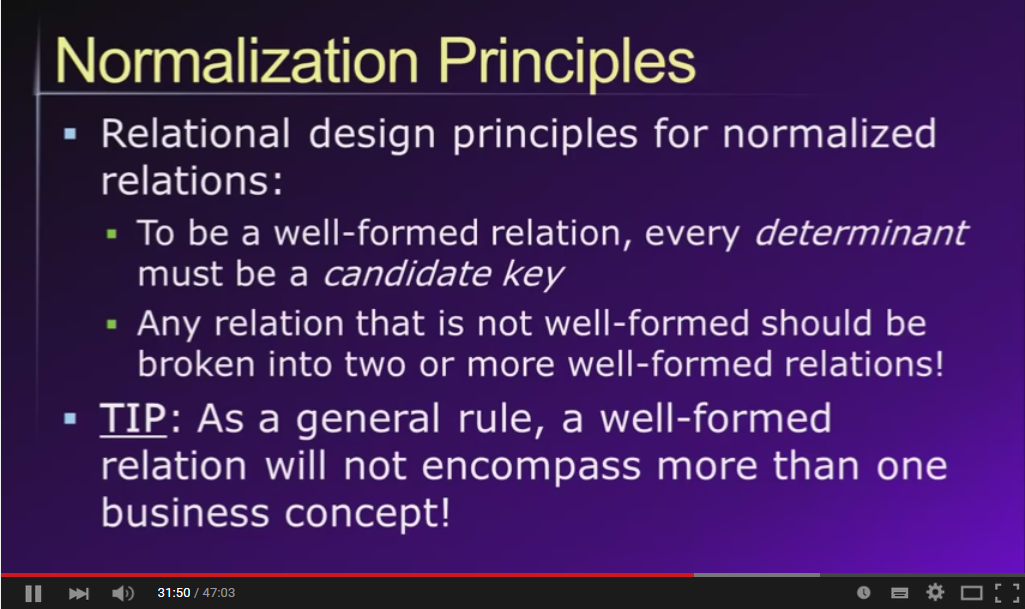 Normalization Principles
▪ Relational design principles for normalized
relations:
▪ To be a well-formed relation, every determinant
must be a candidate key
▪ Any relation that is not well-formed should be
broken into two or more well-formed relations!
▪ TIP: As a general rule, a well-formed
relation will not encompass more than one
business concept!
31:50 / 47:03